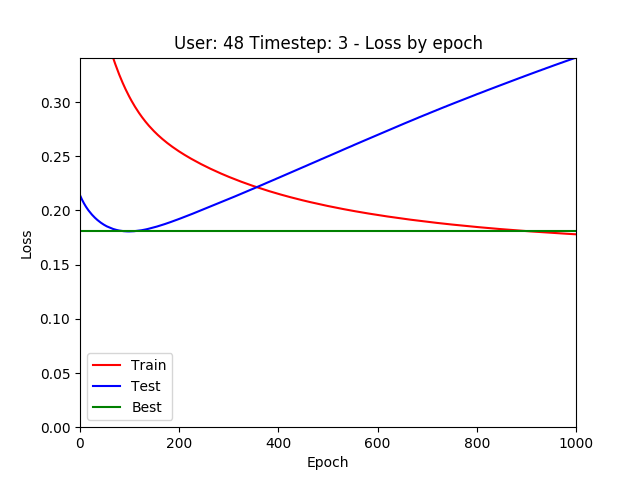 User: 48 Timestep: 3 - Loss by epoch
Loss
0.30
0.25
0.20
0.15
0.10
0.05
0.00
Train
Test
Best
0 200 400 600 800 1000
Epoch